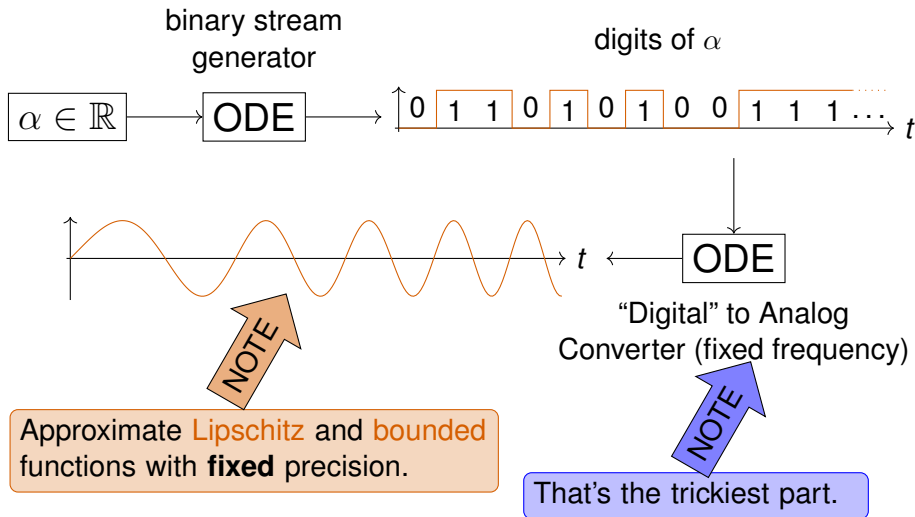 binary stream
generator
digits of α
α ∈ ℝ
ODE
0 1 1 0 1 0 1 0 0 1 1 1 ...
t
t
ODE
“Digital” to Analog
Converter (fixed frequency)
NOTE
NOTE
Approximate Lipschitz and bounded
functions with fixed precision.
That's the trickiest part.